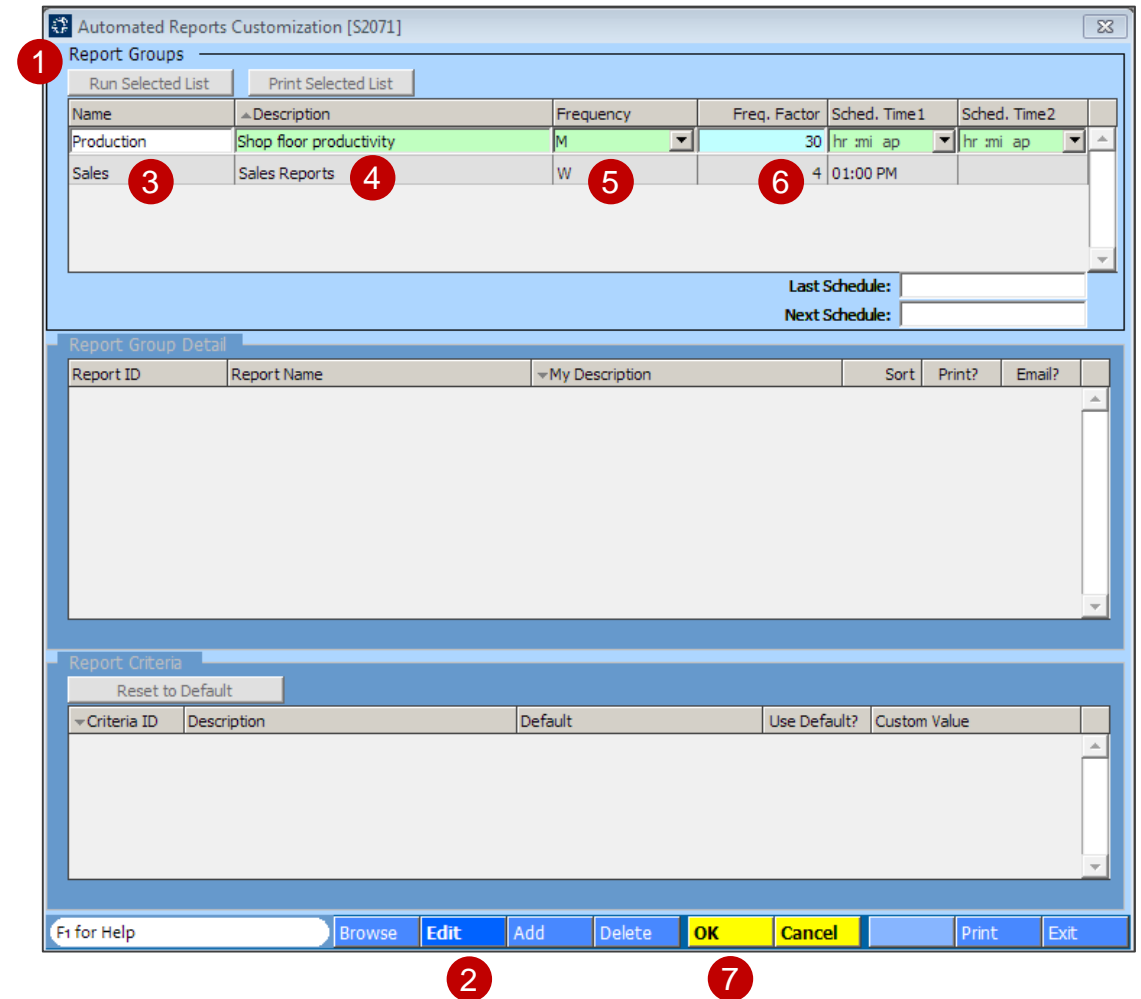 Automated Reports Customization [S2071]
1 Report Groups
Run Selected List Print Selected List
Name Description Frequency Freq. Factor Sched. Time1 Sched. Time2
Production Shop floor productivity M 30 hr :mi ap hr :mi ap
Sales 3 Sales Reports 4 W 5 6 4 01:00 PM
Last Schedule:
Next Schedule:
Report Group Detail
Report ID Report Name My Description Sort Print? Email?
Report Criteria
Reset to Default
Criteria ID Description Default Use Default? Custom Value
F1 for Help Browse Edit Add Delete OK Cancel Print Exit
2 7